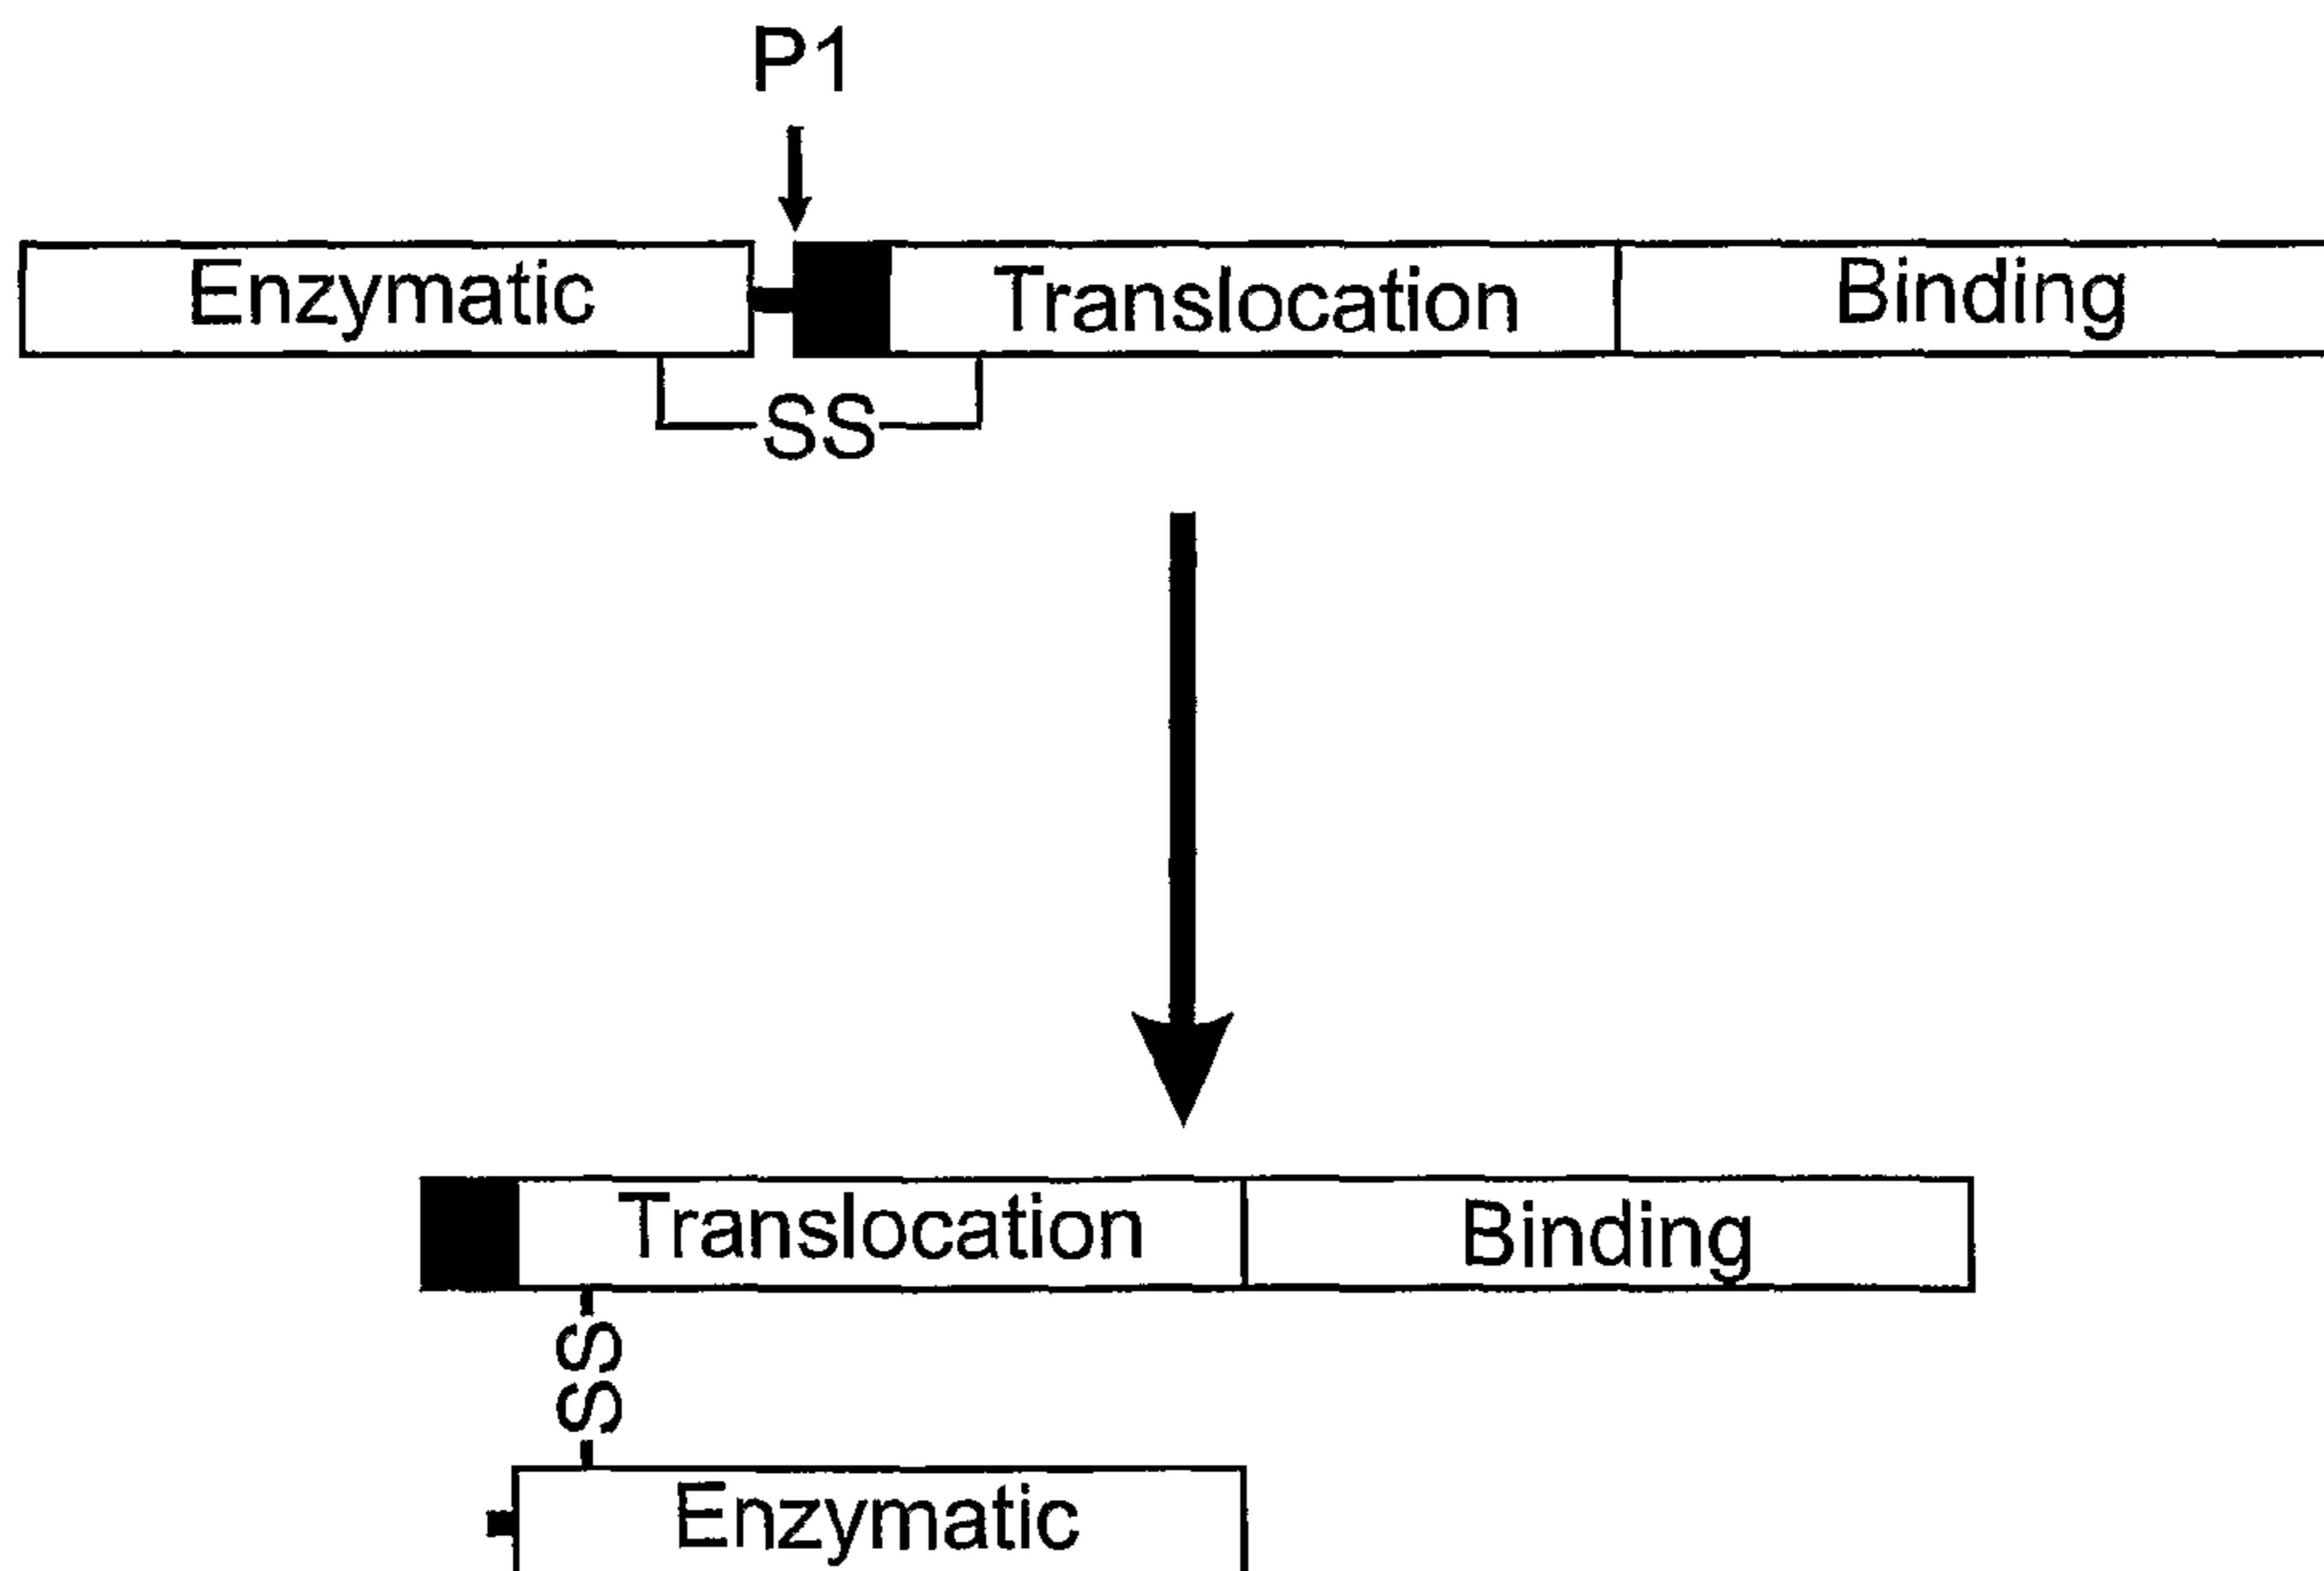 P1
Enzymatic
Translocation
Binding
SS
Translocation
Binding
SS
Enzymatic